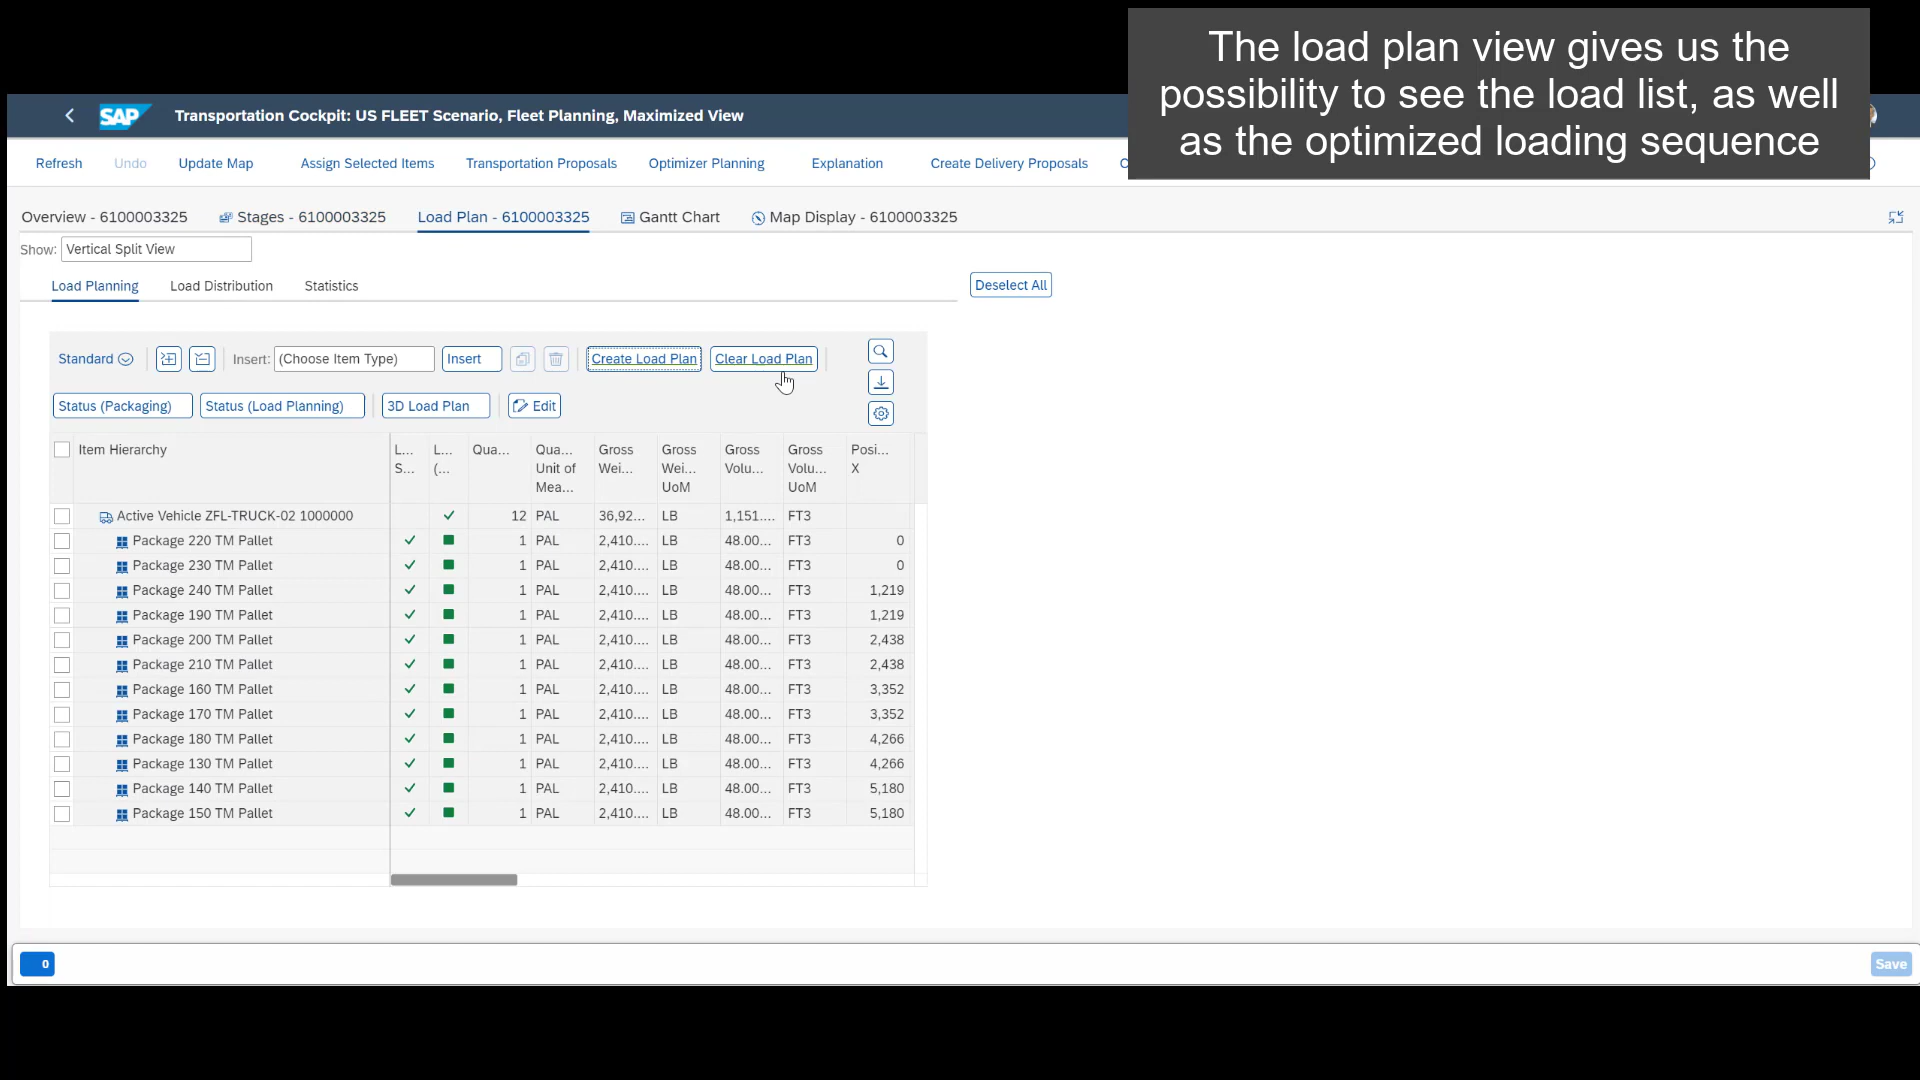 The load plan view gives us the
possibility to see the load list, as well
as the optimized loading sequence
SAP Transportation Cockpit: US FLEET Scenario, Fleet Planning, Maximized View
Refresh Undo Update Map Assign Selected Items Transportation Proposals Optimizer Planning Explanation Create Delivery Proposals
Overview - 6100003325 Stages - 6100003325 Load Plan - 6100003325 Gantt Chart Map Display - 6100003325
Show: Vertical Split View
Load Planning Load Distribution Statistics Deselect All
Standard Insert: (Choose Item Type) Insert Create Load Plan Clear Load Plan
Status (Packaging) Status (Load Planning) 3D Load Plan Edit
Item Hierarchy L... L... Qua... Qua... Gross Gross Gross Gross Posi...
S... (... Unit of Wei... Wei... Volu... Volu... X
Mea... UoM UoM
Active Vehicle ZFL-TRUCK-02 1000000 12 PAL 36,92... LB 1,151.... FT3
Package 220 TM Pallet 1 PAL 2,410.... LB 48.00... FT3 0
Package 230 TM Pallet 1 PAL 2,410.... LB 48.00... FT3 0
Package 240 TM Pallet 1 PAL 2,410.... LB 48.00... FT3 1,219
Package 190 TM Pallet 1 PAL 2,410.... LB 48.00... FT3 1,219
Package 200 TM Pallet 1 PAL 2,410.... LB 48.00... FT3 2,438
Package 210 TM Pallet 1 PAL 2,410.... LB 48.00... FT3 2,438
Package 160 TM Pallet 1 PAL 2,410.... LB 48.00... FT3 3,352
Package 170 TM Pallet 1 PAL 2,410.... LB 48.00... FT3 3,352
Package 180 TM Pallet 1 PAL 2,410.... LB 48.00... FT3 4,266
Package 130 TM Pallet 1 PAL 2,410.... LB 48.00... FT3 4,266
Package 140 TM Pallet 1 PAL 2,410.... LB 48.00... FT3 5,180
Package 150 TM Pallet 1 PAL 2,410.... LB 48.00... FT3 5,180
0 Save